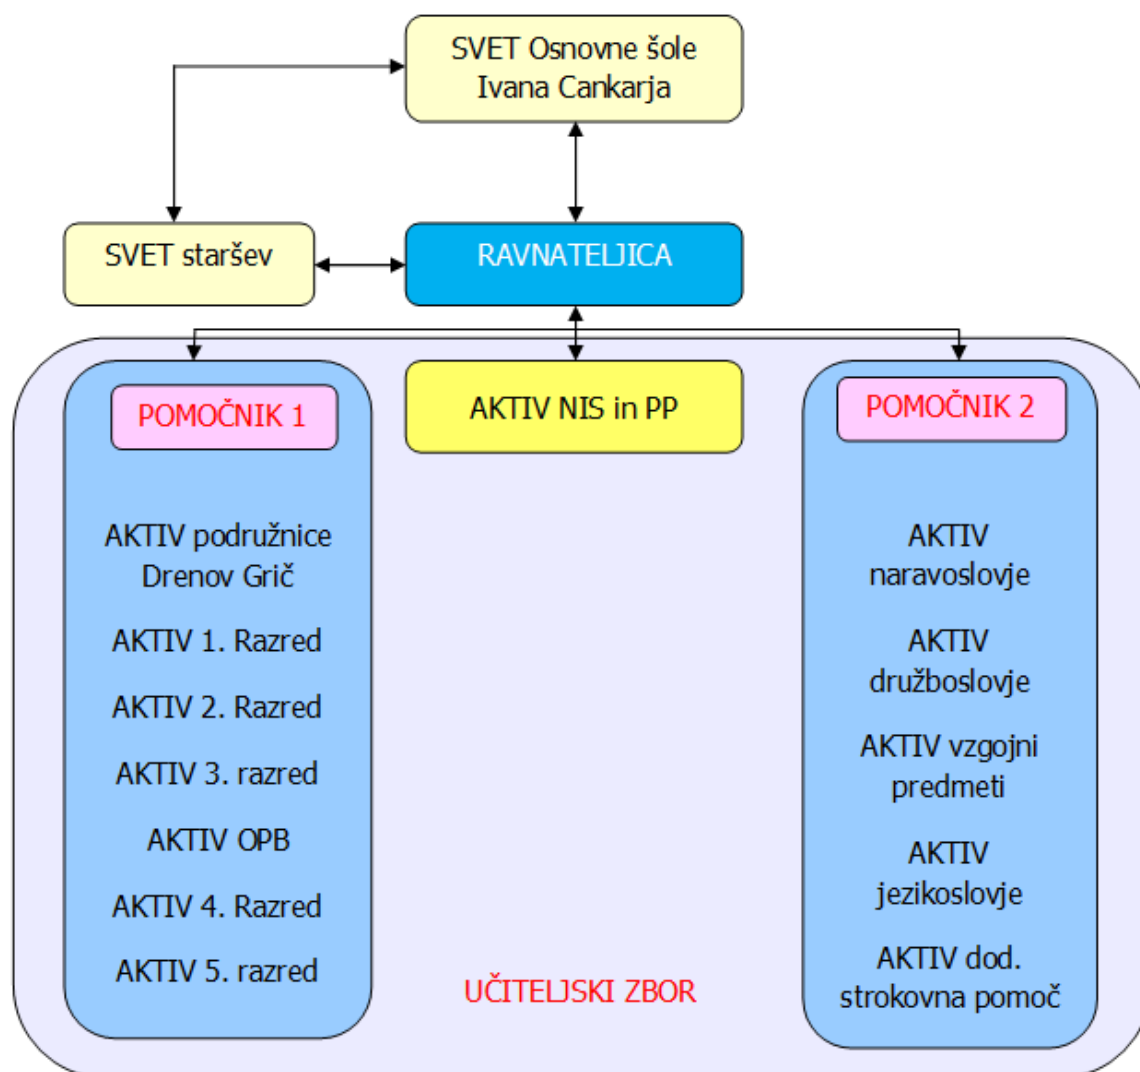 SVET Osnovne šole
Ivana Cankarja
SVET staršev
RAVNATELJICA
POMOČNIK 1
AKTIV podružnice
Drenov Grič
AKTIV 1. Razred
AKTIV 2. Razred
AKTIV 3. razred
AKTIV OPB
AKTIV 4. Razred
AKTIV 5. razred
AKTIV NIS in PP
UČITELJSKI ZBOR
POMOČNIK 2
AKTIV
naravoslovje
AKTIV
družboslovje
AKTIV vzgojni
predmeti
AKTIV
jezikoslovje
AKTIV dod.
strokovna pomoč